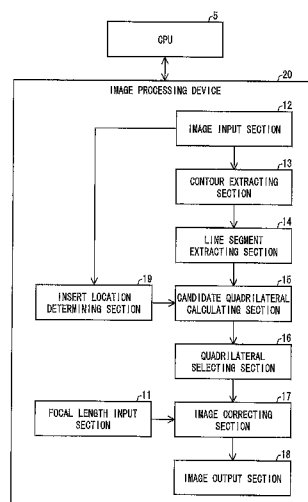 5
CPU
20
IMAGE PROCESSING DEVICE
12
IMAGE INPUT SECTION
13
CONTOUR EXTRACTING
SECTION
14
LINE SEGMENT
EXTRACTING SECTION
19
INSERT LOCATION
DETERMINING SECTION
15
CANDIDATE QUADRILATERAL
CALCULATING SECTION
16
QUADRILATERAL
SELECTING SECTION
11
FOCAL LENGTH INPUT
SECTION
17
IMAGE CORRECTING
SECTION
18
IMAGE OUTPUT SECTION